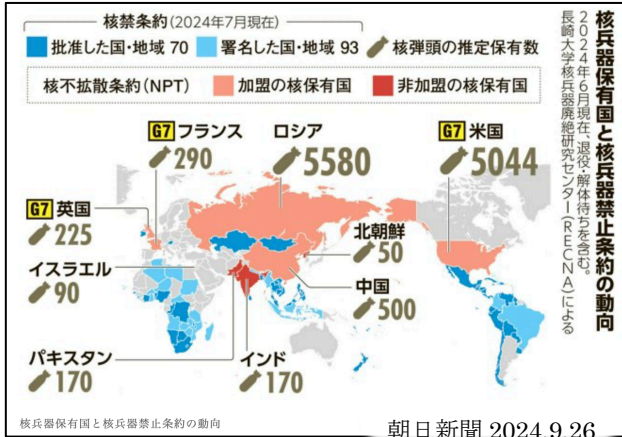 核兵器保有国と核兵器禁止条約の動向
2024年6月現在、退役・解体待ちを含む。
長崎大学核兵器廃絶研究センター(RECNA)による
核禁条約(2024年7月現在)
批准した国・地域 70 署名した国・地域 93 核弾頭の推定保有数
核不拡散条約(NPT) 加盟の核保有国 非加盟の核保有国
G7 フランス
290
ロシア
5580
G7 米国
5044
G7 英国
225
北朝鮮
50
イスラエル
90
中国
500
パキスタン
170
インド
170
核兵器保有国と核兵器禁止条約の動向
朝日新聞 2024.9.26